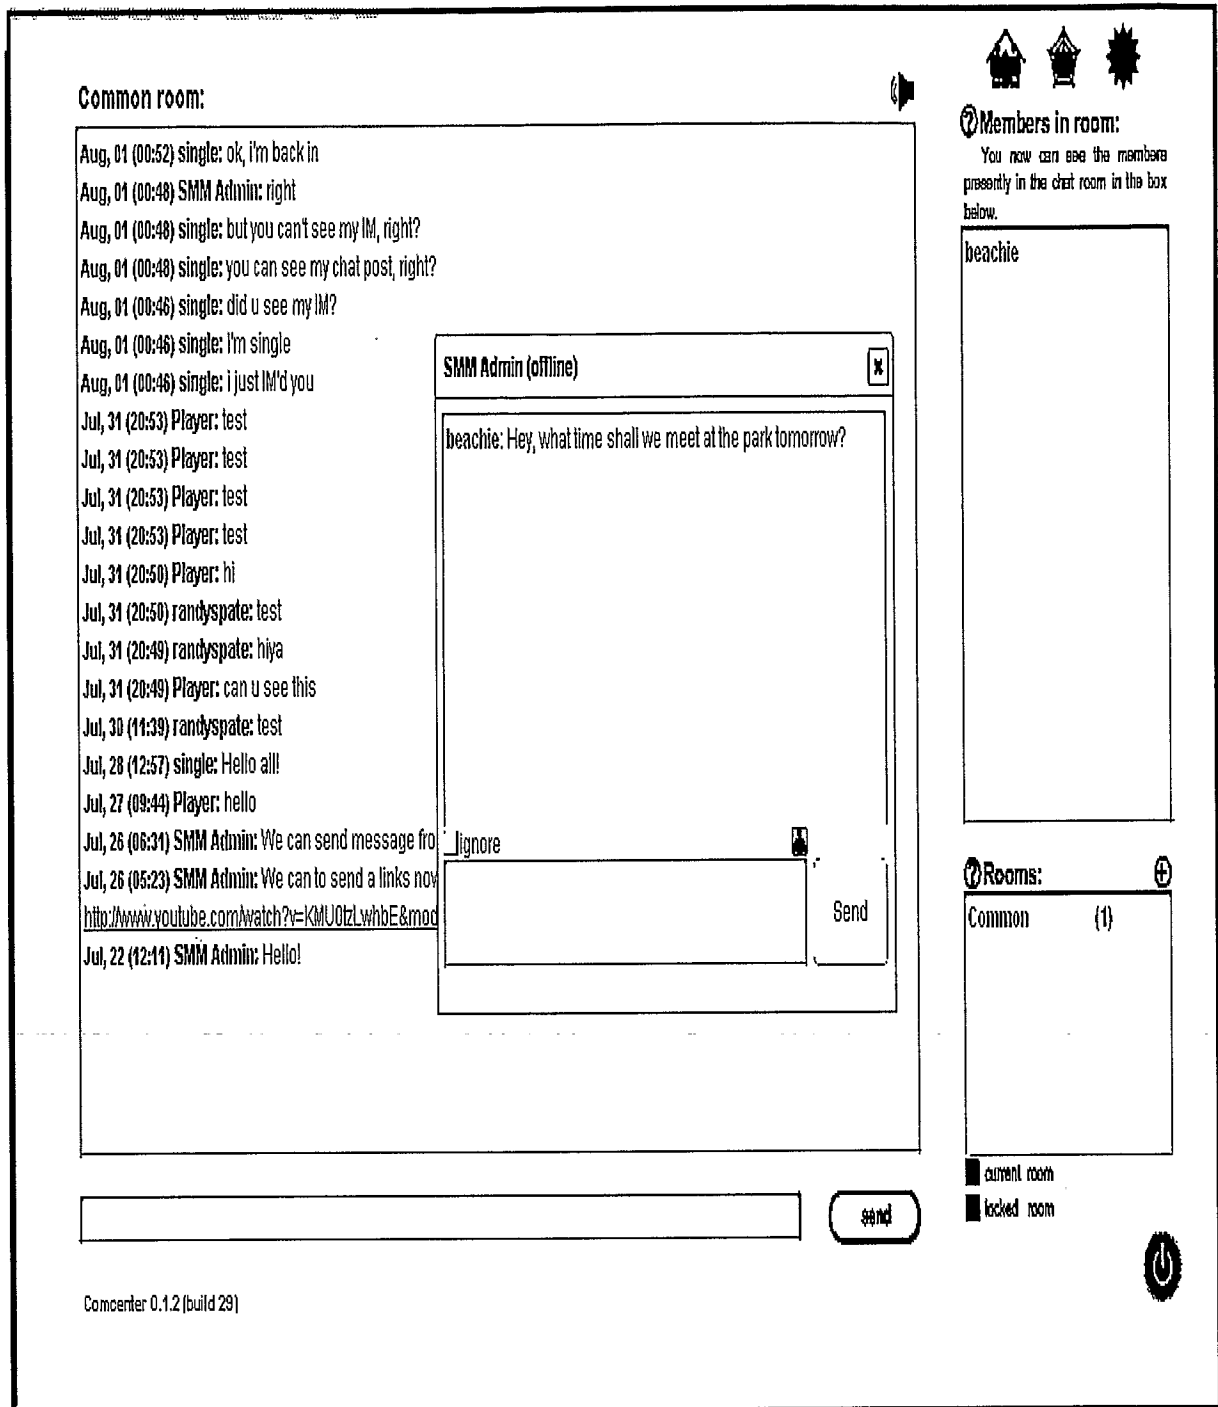 Common room:
Aug, 01 (00:52) single: ok, i'm back in
Aug, 01 (00:48) SMM Admin: right
Aug, 01 (00:48) single: but you can't see my IM, right?
Aug, 01 (00:48) single: you can see my chat post, right?
Aug, 01 (00:46) single: did u see my IM?
Aug, 01 (00:46) single: I'm single
Aug, 01 (00:46) single: i just IM'd you
Jul, 31 (20:53) Player: test
Jul, 31 (20:53) Player: test
Jul, 31 (20:53) Player: test
Jul, 31 (20:53) Player: test
Jul, 31 (20:50) Player: hi
Jul, 31 (20:50) randyspate: test
Jul, 31 (20:49) randyspate: hiya
Jul, 31 (20:49) Player: can u see this
Jul, 30 (11:39) randyspate: test
Jul, 28 (12:57) single: Hello all!
Jul, 27 (09:44) Player: hello
Jul, 26 (06:31) SMM Admin: We can send message fro
Jul, 26 (05:23) SMM Admin: We can to send a links nov
http://www.youtube.com/watch?v=KMU0tzLwhbE&mod
Jul, 22 (12:11) SMM Admin: Hello!
SMM Admin (offline)
x
beachie: Hey, what time shall we meet at the park tomorrow?
ignore
Send
send
Comcenter 0.1.2 (build 29)
?Members in room:
You now can see the members
presently in the chat room in the box
below.
beachie
?Rooms:
+
Common (1)
current room
locked room